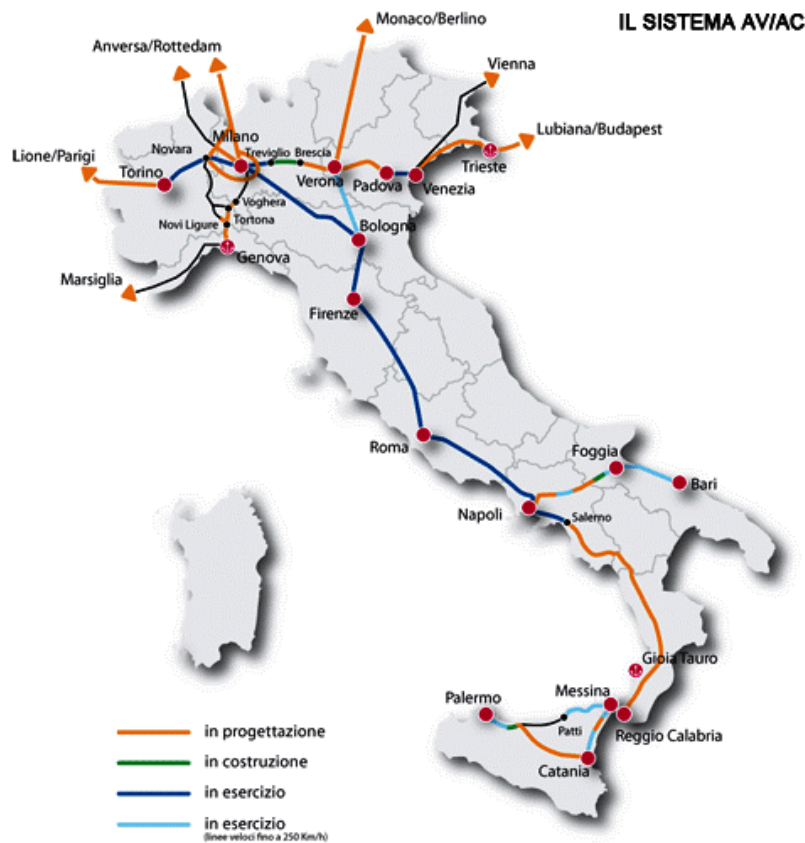 IL SISTEMA AV/AC
Monaco/Berlino
Anversa/Rottedam
Vienna
Lubiana/Budapest
Milano
Novara
Treviglio
Brescia
Lione/Parigi
Torino
Verona
Padova
Venezia
Trieste
Voghera
Novi Ligure
Tortona
Bologna
Genova
Marsiglia
Firenze
Roma
Foggia
Bari
Napoli
Salerno
Gioia Tauro
Messina
Palermo
Patti
Reggio Calabria
Catania
in progettazione
in costruzione
in esercizio
in esercizio
(linee veloci fino a 250 Km/h)